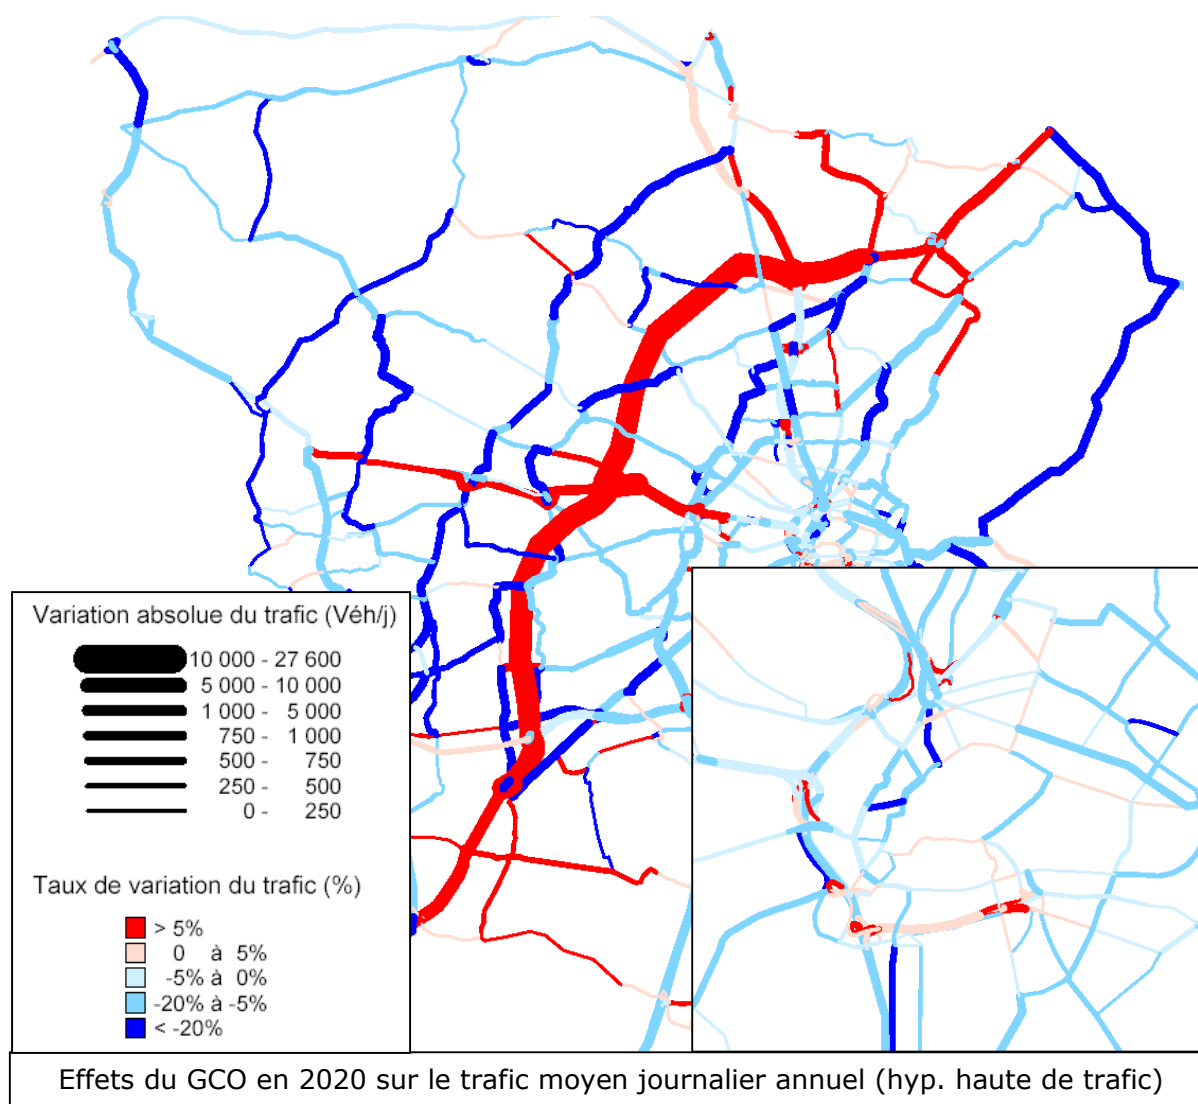 Variation absolue du trafic (Véh/j)
10 000 - 27 600
5 000 - 10 000
1 000 - 5 000
750 - 1 000
500 - 750
250 - 500
0 - 250
Taux de variation du trafic (%)
> 5%
0 à 5%
-5% à 0%
-20% à -5%
< -20%
Effets du GCO en 2020 sur le trafic moyen journalier annuel (hyp. haute de trafic)